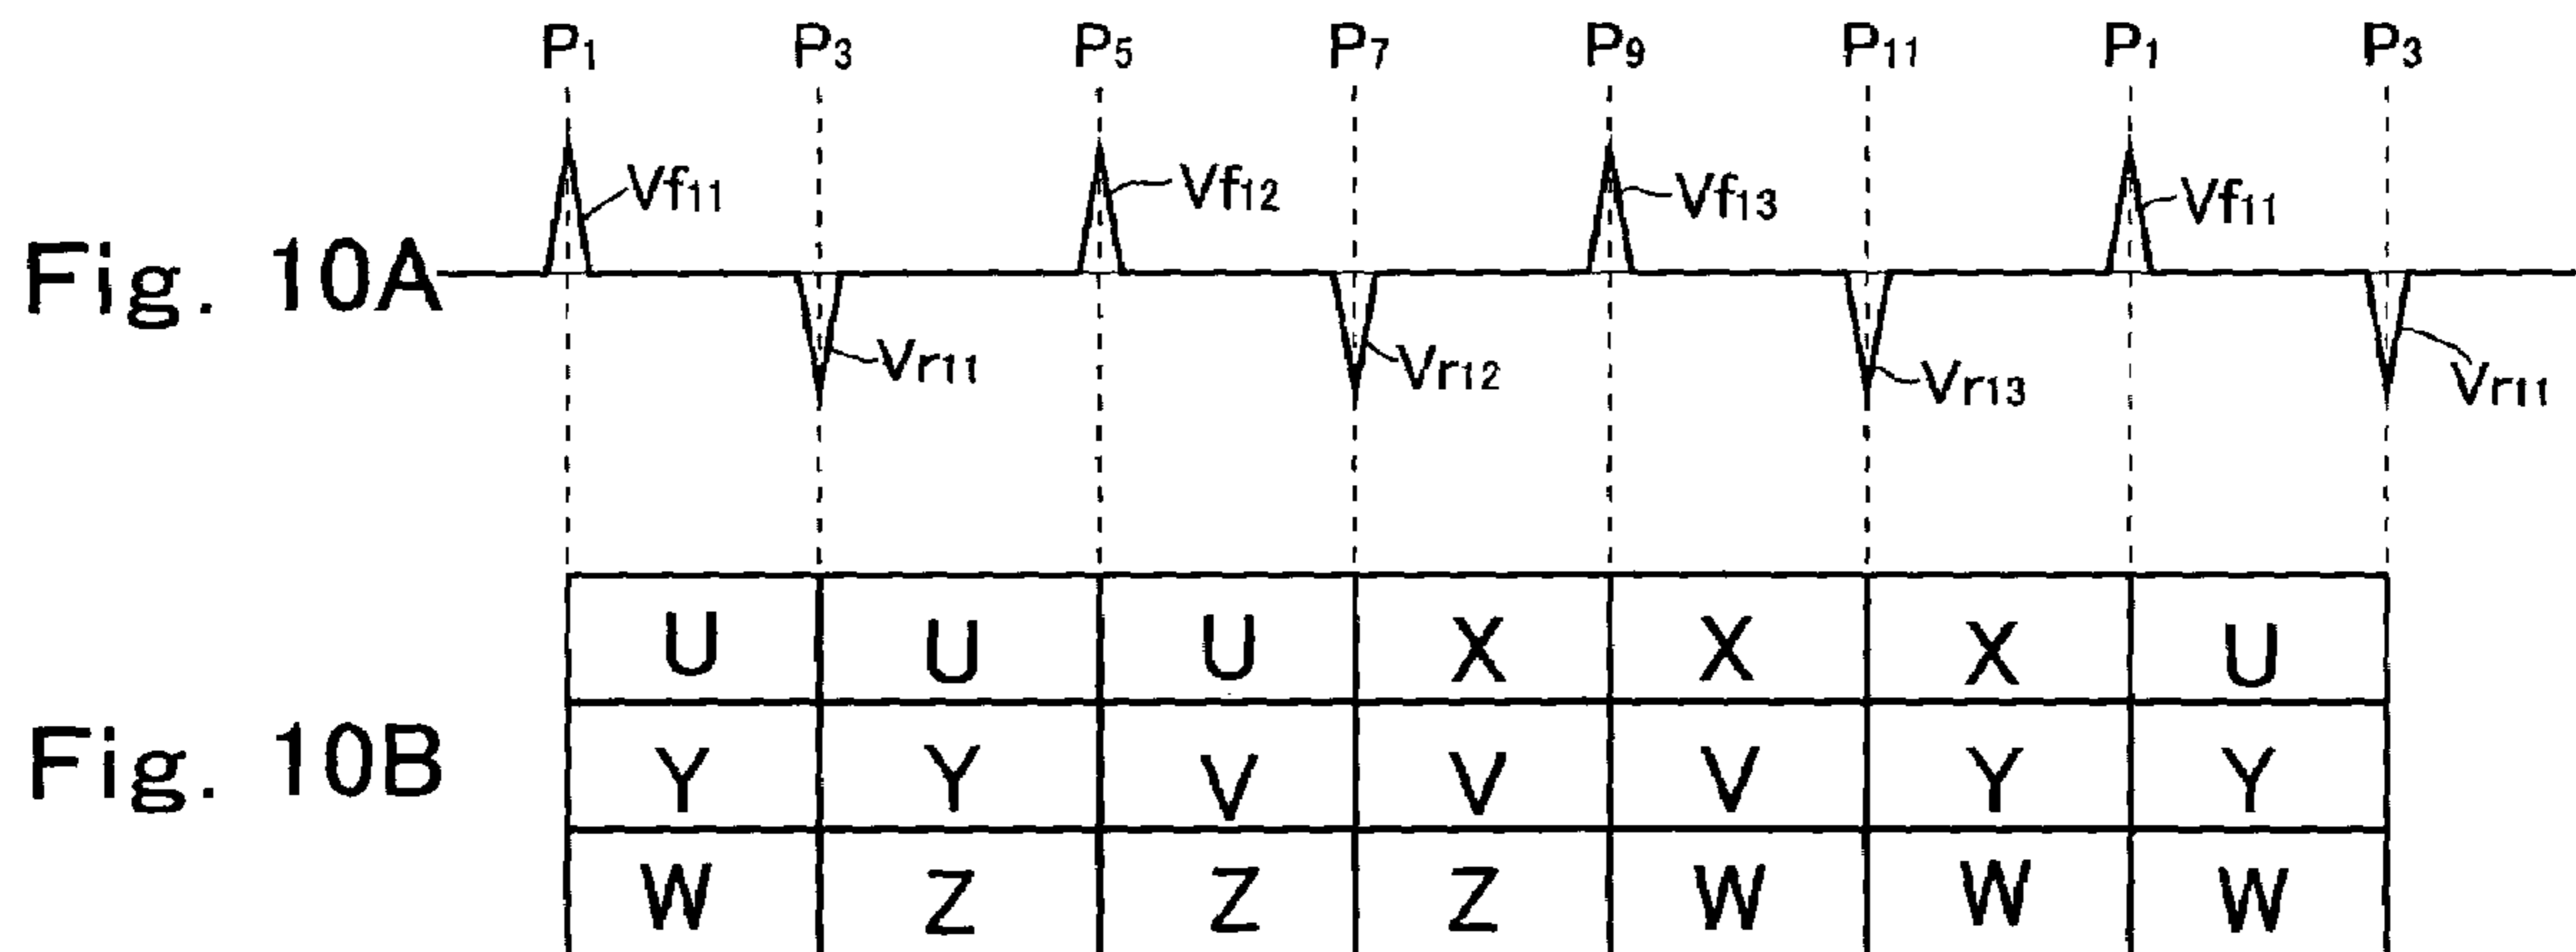 P1 P3 P5 P7 P9 P11 P1 P3
Vf11 Vf12 Vf13 Vf11
Fig. 10A
Vr11 Vr12 Vr13 Vr11
U U U X X X U
Fig. 10B
Y Y V V V Y Y
W Z Z Z W W W